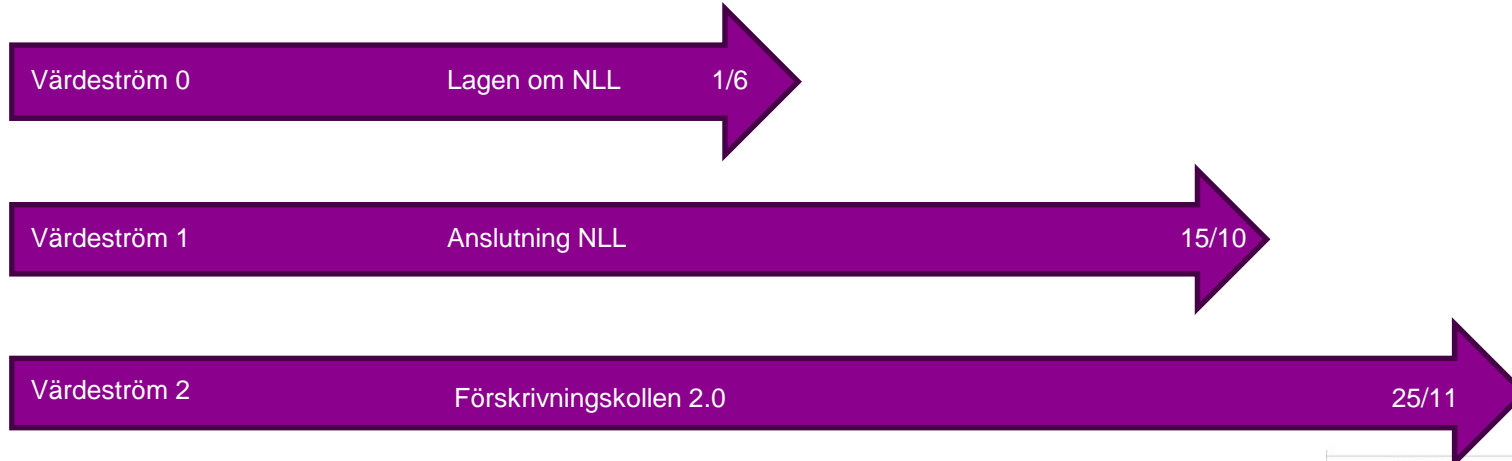 Värdeström 0 Lagen om NLL 1/6
Värdeström 1 Anslutning NLL 15/10
Värdeström 2 Förskrivningskollen 2.0 25/11